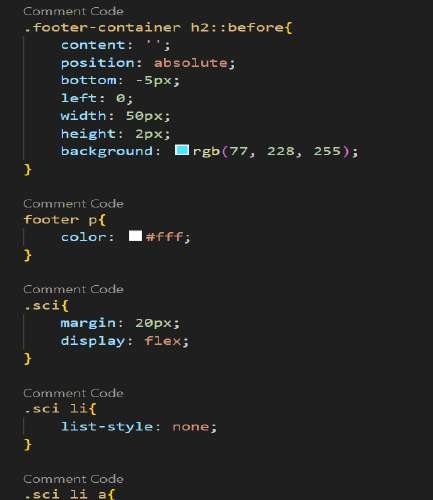 Comment Code
.footer-container h2::before{
content: '';
position: absolute;
bottom: -5px;
left: 0;
width: 50px;
height: 2px;
background: rgb(77, 228, 255);
}
Comment Code
footer p{
color: #fff;
}
Comment Code
.sci{
margin: 20px;
display: flex;
}
Comment Code
.sci li{
list-style: none;
}
Comment Code
.sci li a{